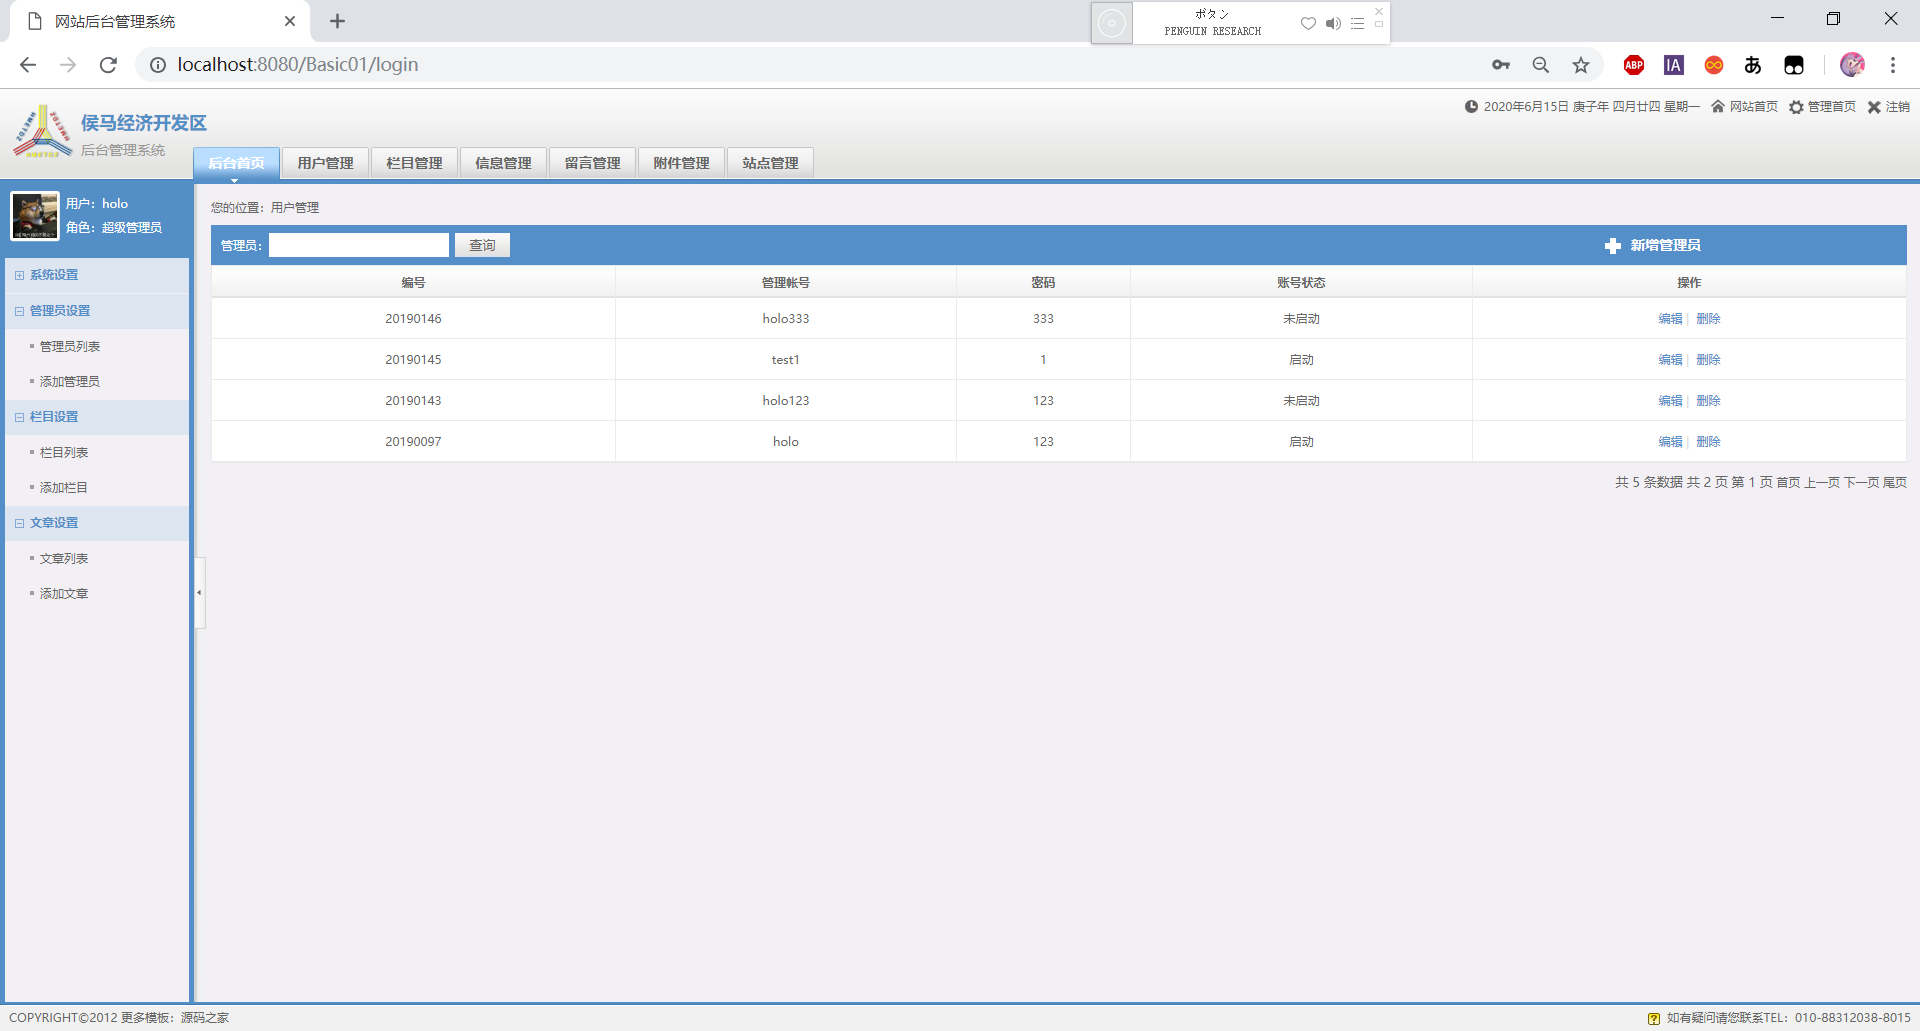 网站后台管理系统
ボタン
PENGUIN RESEARCH
localhost:8080/Basic01/login
ABP
IA
あ
侯马经济开发区
后台管理系统
2020年6月15日 庚子年 四月廿四 星期一 网站首页 管理首页 注销
后台首页 用户管理 栏目管理 信息管理 留言管理 附件管理 站点管理
用户：holo
角色：超级管理员
系统设置
管理员设置
管理员列表
添加管理员
栏目设置
栏目列表
添加栏目
文章设置
文章列表
添加文章
您的位置：用户管理
管理员： 查询 新增管理员
编号 管理帐号 密码 账号状态 操作
20190146 holo333 333 未启动 编辑 | 删除
20190145 test1 1 启动 编辑 | 删除
20190143 holo123 123 未启动 编辑 | 删除
20190097 holo 123 启动 编辑 | 删除
共 5 条数据 共 2 页 第 1 页 首页 上一页 下一页 尾页
COPYRIGHT©2012 更多模板：源码之家
如有疑问请您联系TEL：010-88312038-8015